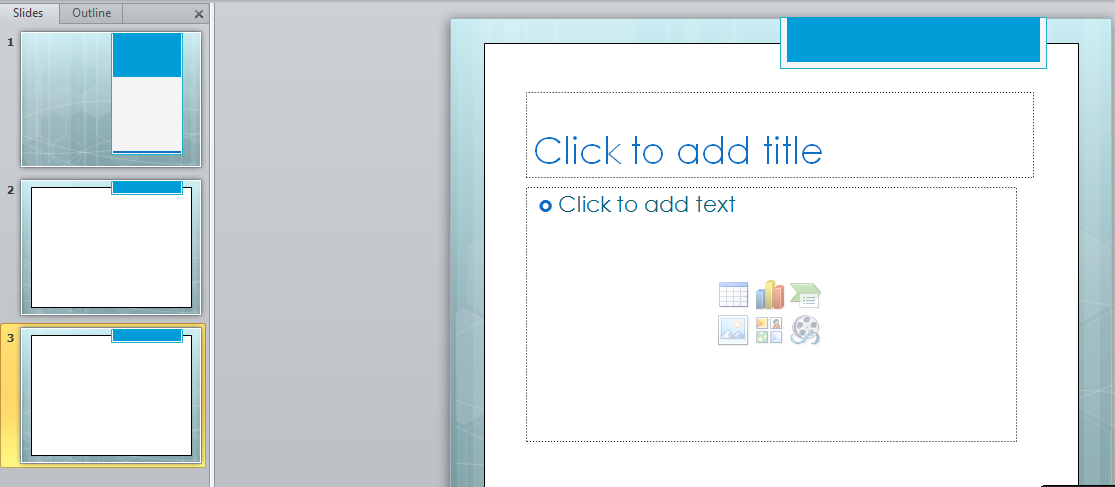 Slides Outline
1
2
3
Click to add title
Click to add text